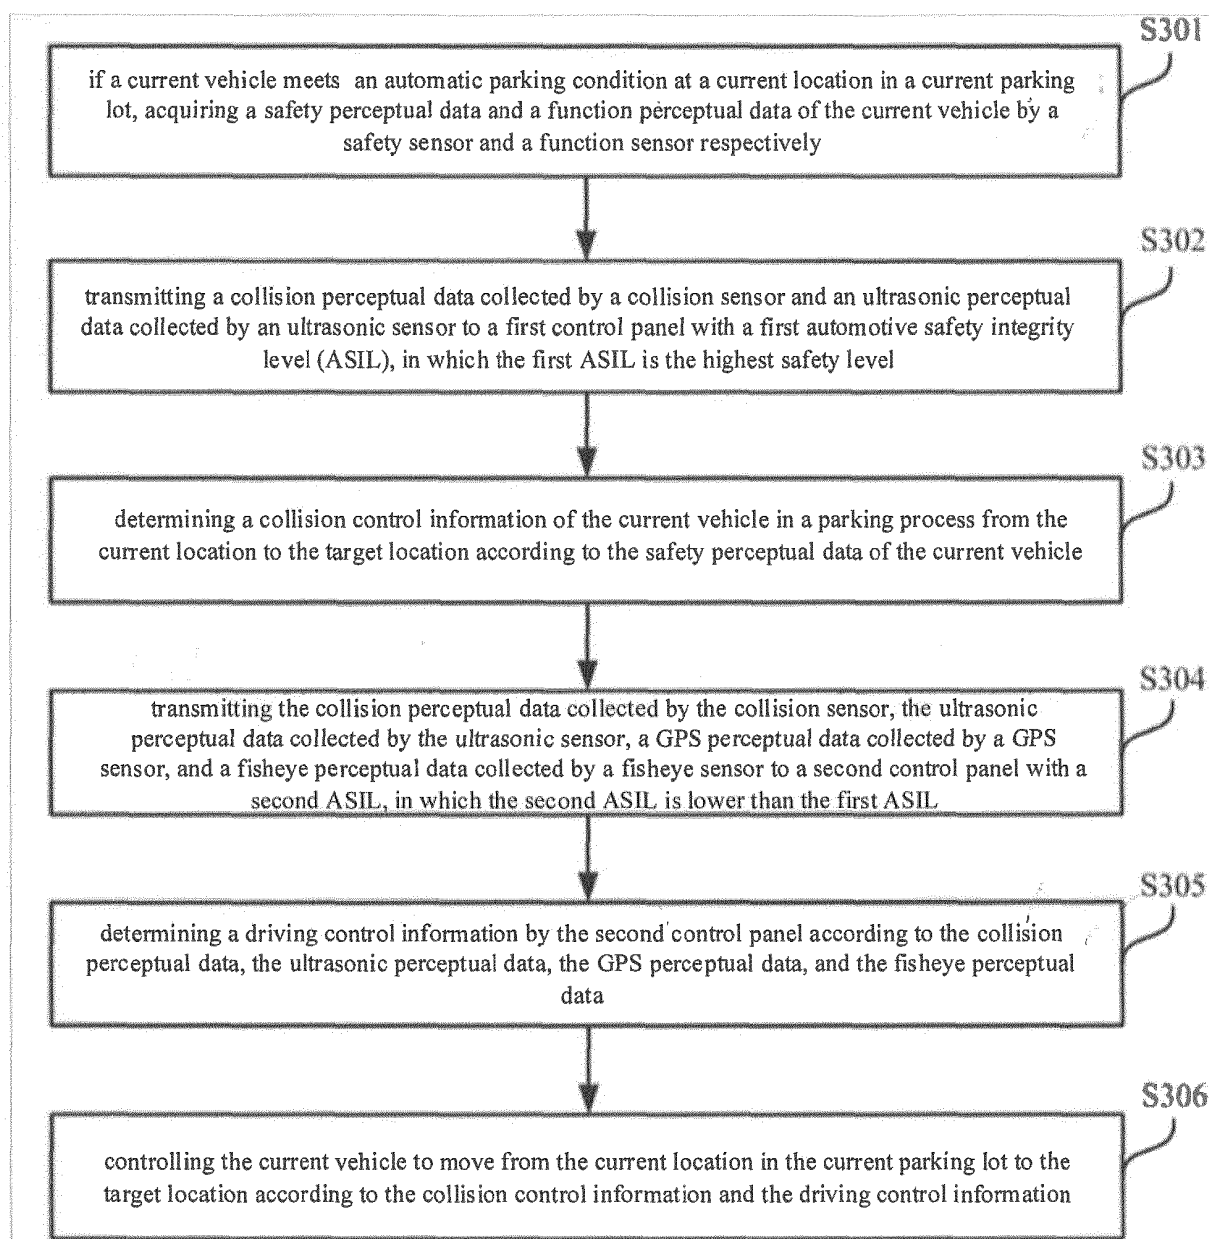 S301
if a current vehicle meets an automatic parking condition at a current location in a current parking
lot, acquiring a safety perceptual data and a function perceptual data of the current vehicle by a
safety sensor and a function sensor respectively
S302
transmitting a collision perceptual data collected by a collision sensor and an ultrasonic perceptual
data collected by an ultrasonic sensor to a first control panel with a first automotive safety integrity
level (ASIL), in which the first ASIL is the highest safety level
S303
determining a collision control information of the current vehicle in a parking process from the
current location to the target location according to the safety perceptual data of the current vehicle
S304
transmitting the collision perceptual data collected by the collision sensor, the ultrasonic
perceptual data collected by the ultrasonic sensor, a GPS perceptual data collected by a GPS
sensor, and a fisheye perceptual data collected by a fisheye sensor to a second control panel with a
second ASIL, in which the second ASIL is lower than the first ASIL
S305
determining a driving control information by the second control panel according to the collision
perceptual data, the ultrasonic perceptual data, the GPS perceptual data, and the fisheye perceptual
data
S306
controlling the current vehicle to move from the current location in the current parking lot to the
target location according to the collision control information and the driving control information